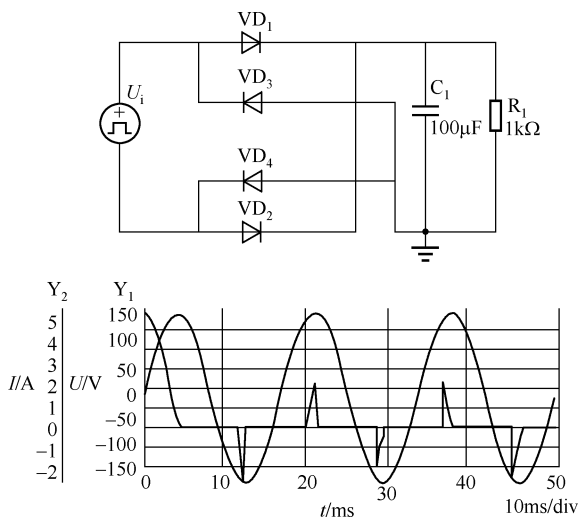 VD₁
VD₃
Uᵢ
+
C₁
100μF
R₁
1kΩ
VD₄
VD₂
Y₂ Y₁
5 150
4 100
3 50
2 0
1 −50
0 −100
−1 −150
−2
I/A U/V
0 10 20 30 40 50
t/ms 10ms/div